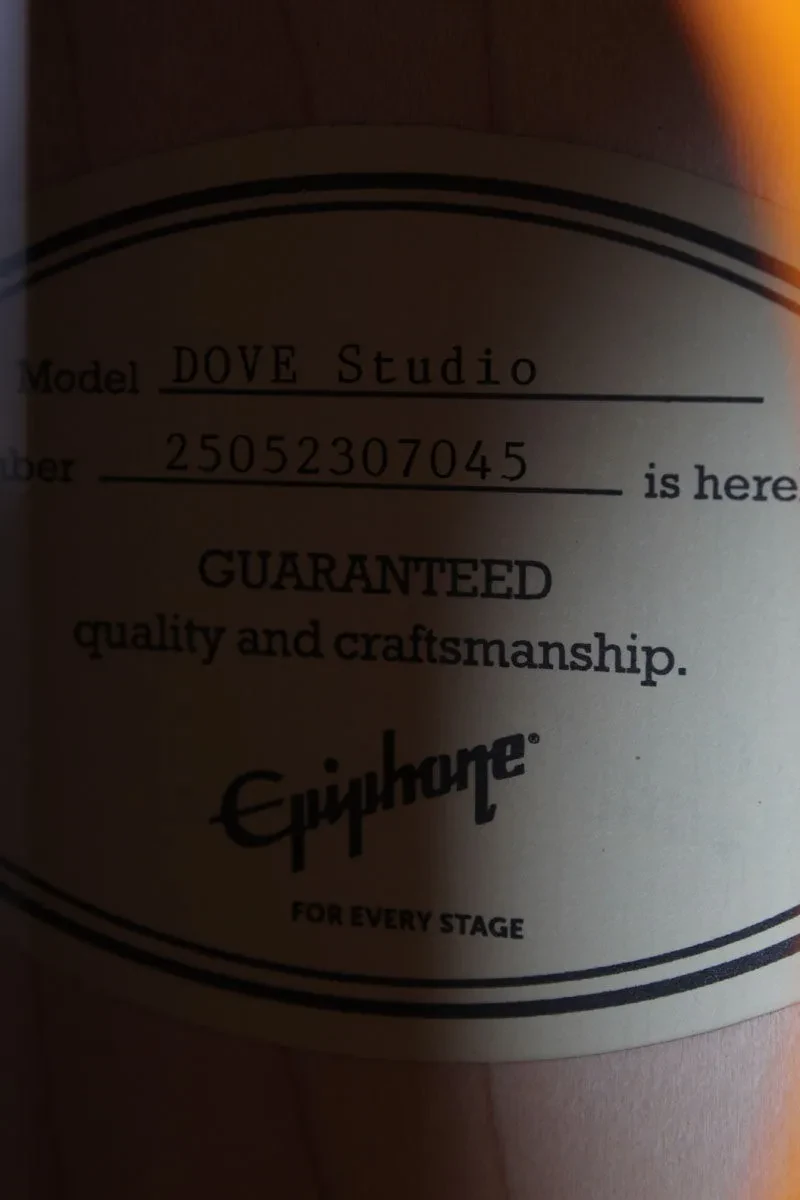 Model DOVE Studio
ber 25052307045 is here
GUARANTEED
quality and craftsmanship.
Epiphone®
FOR EVERY STAGE